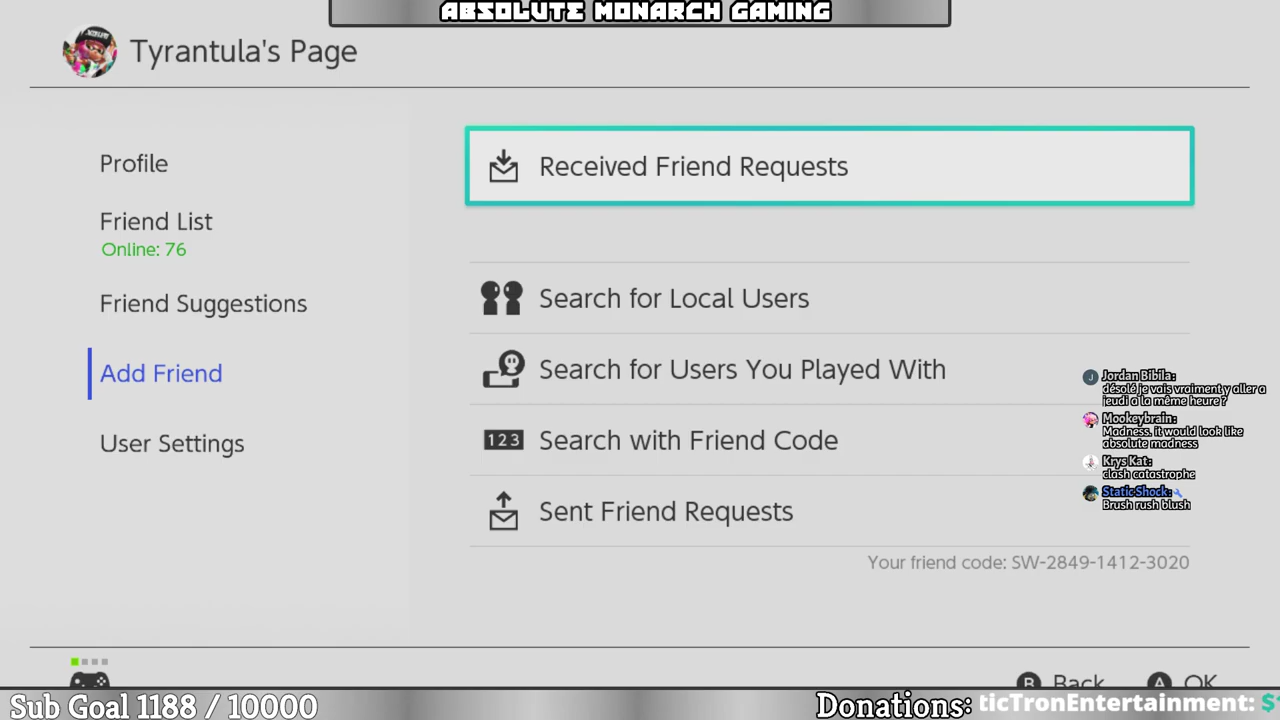 ABSOLUTE MONARCH GAMING
Tyrantula's Page
Profile
Friend List
Online: 76
Friend Suggestions
Add Friend
User Settings
Received Friend Requests
Search for Local Users
Search for Users You Played With
123 Search with Friend Code
Sent Friend Requests
Your friend code: SW-2849-1412-3020
J Jordan Bibila:
désolé je vais vraiment y aller a
jeudi a la même heure ?
Mookeybrain:
Madness, it would look like
absolute madness
Krys Kat:
clash catastrophe
Static Shock:
Brush rush blush
B Back
A OK
Sub Goal 1188 / 10000
Donations: ticTronEntertainment: